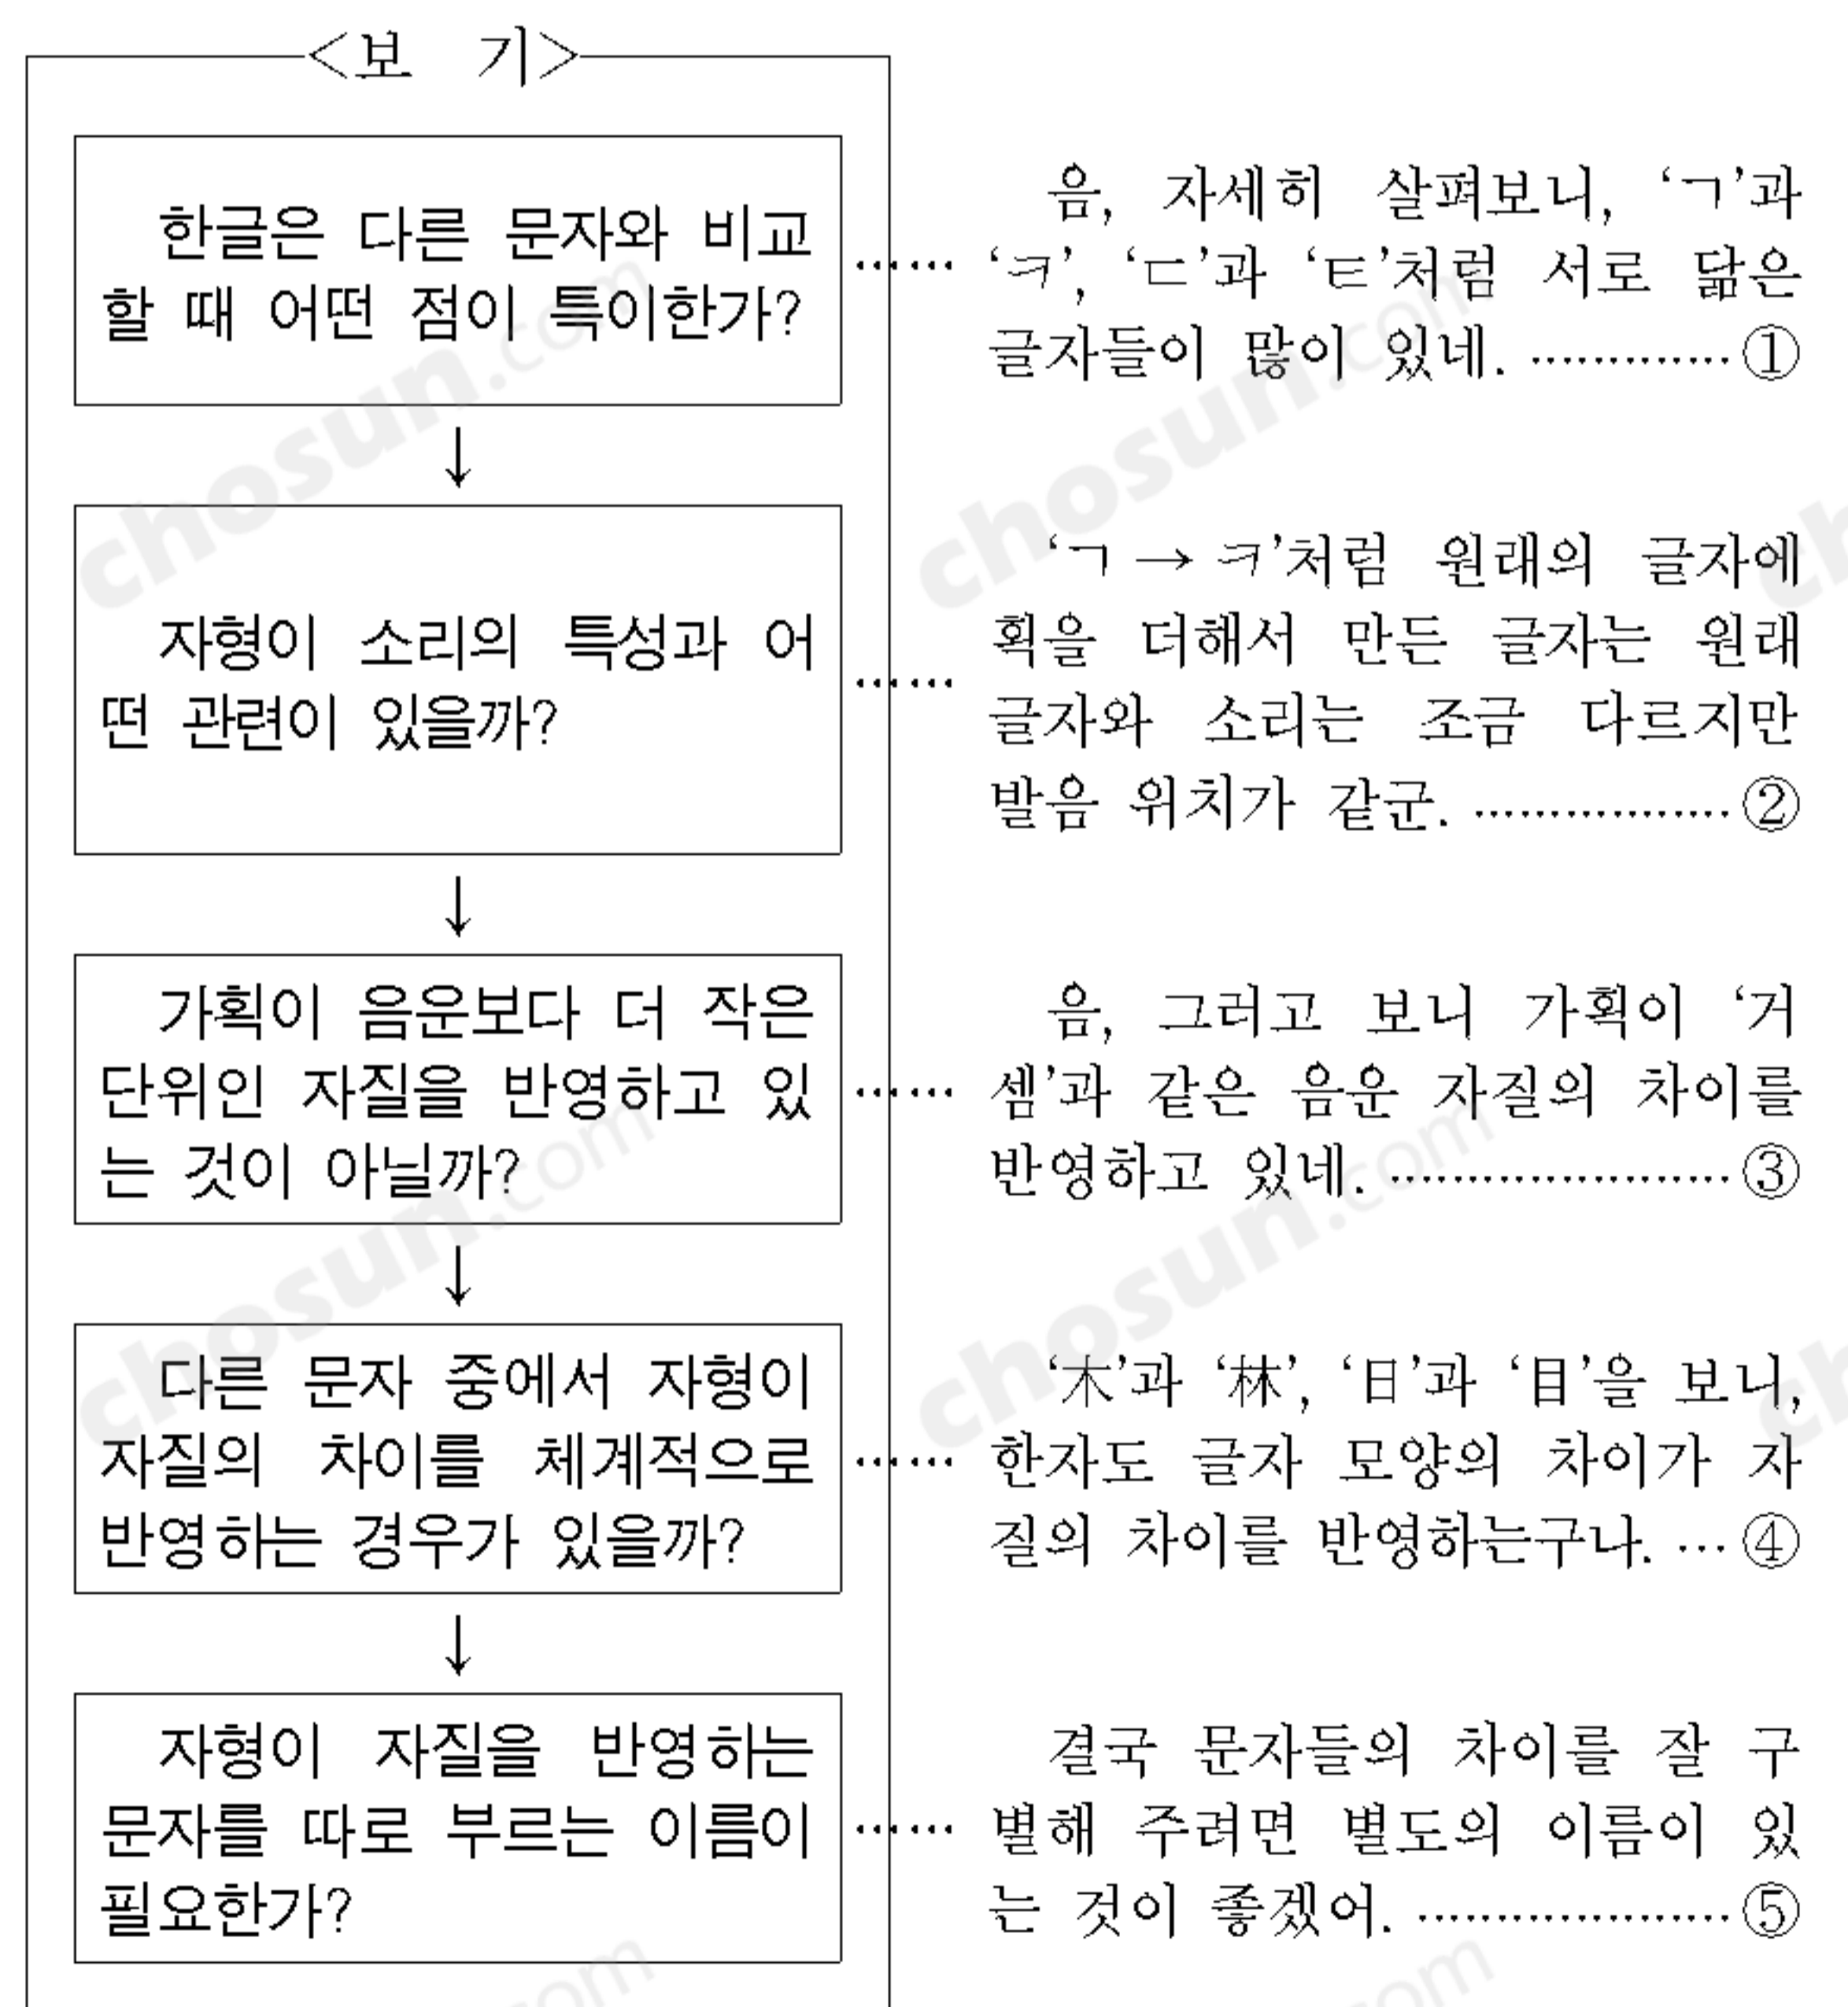 <보 기>
한글은 다른 문자와 비교
할 때 어떤 점이 특이한가?
음, 자세히 살펴보니, ‘ㄱ’과
‘ㅋ’, ‘ㄷ’과 ‘ㅌ’처럼 서로 닮은
글자들이 많이 있네. ············· ①
↓
자형이 소리의 특성과 어
떤 관련이 있을까?
‘ㄱ → ㅋ’처럼 원래의 글자에
획을 더해서 만든 글자는 원래
글자와 소리는 조금 다르지만
발음 위치가 같군. ················· ②
↓
가획이 음운보다 더 작은
단위인 자질을 반영하고 있
는 것이 아닐까?
음, 그러고 보니 가획이 ‘거
셈’과 같은 음운 자질의 차이를
반영하고 있네. ······················ ③
↓
다른 문자 중에서 자형이
자질의 차이를 체계적으로
반영하는 경우가 있을까?
‘木’과 ‘林’, ‘日’과 ‘目’을 보니,
한자도 글자 모양의 차이가 자
질의 차이를 반영하는구나. ··· ④
↓
자형이 자질을 반영하는
문자를 따로 부르는 이름이
필요한가?
결국 문자들의 차이를 잘 구
별해 주려면 별도의 이름이 있
는 것이 좋겠어. ···················· ⑤
chosun.com
chosun.com
chosun.com
chosun.com